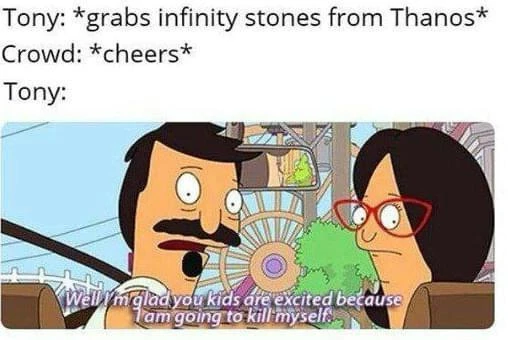 Tony: *grabs infinity stones from Thanos*
Crowd: *cheers*
Tony:
Well I'm glad you kids are excited because
I am going to kill myself.